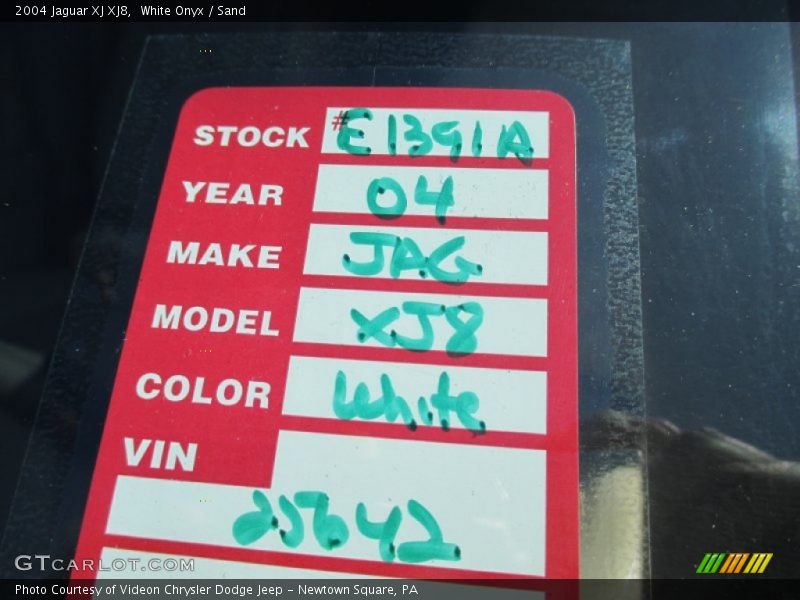 2004 Jaguar XJ XJ8, White Onyx / Sand
STOCK #E1391A
YEAR 04
MAKE JAG
MODEL XJ8
COLOR White
VIN
GTCARLOT.COM
Photo Courtesy of Videon Chrysler Dodge Jeep - Newtown Square, PA